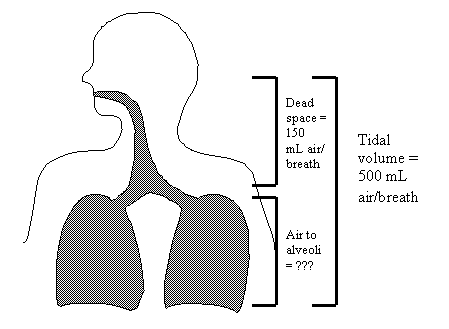 Dead
space =
150
mL air/
breath
Tidal
volume =
500 mL
air/breath
Air to
alveoli
= ???